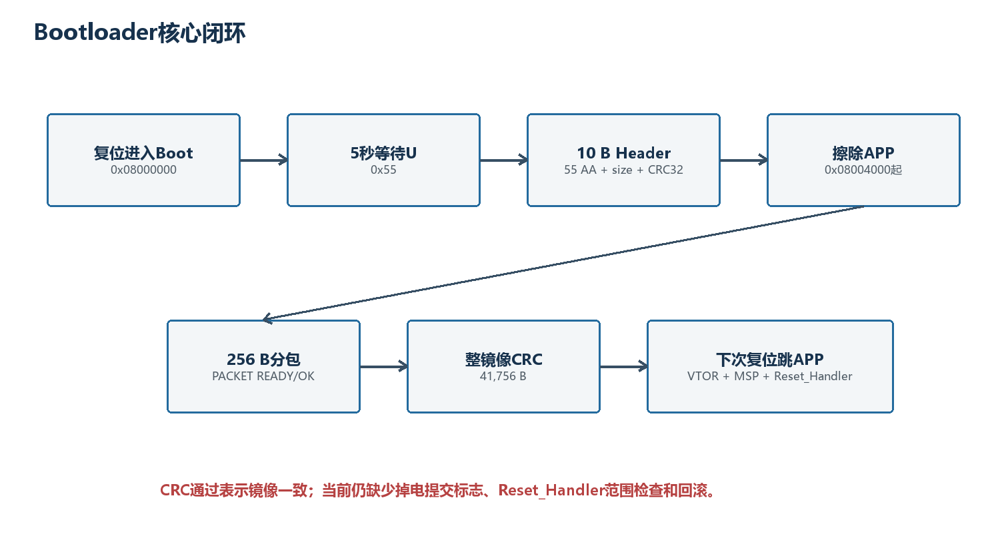 Bootloader核心闭环
复位进入Boot
0x08000000
5秒等待U
0x55
10 B Header
55 AA + size + CRC32
擦除APP
0x08004000起
256 B分包
PACKET READY/OK
整镜像CRC
41,756 B
下次复位跳APP
VTOR + MSP + Reset_Handler
CRC通过表示镜像一致；当前仍缺少掉电提交标志、Reset_Handler范围检查和回滚。